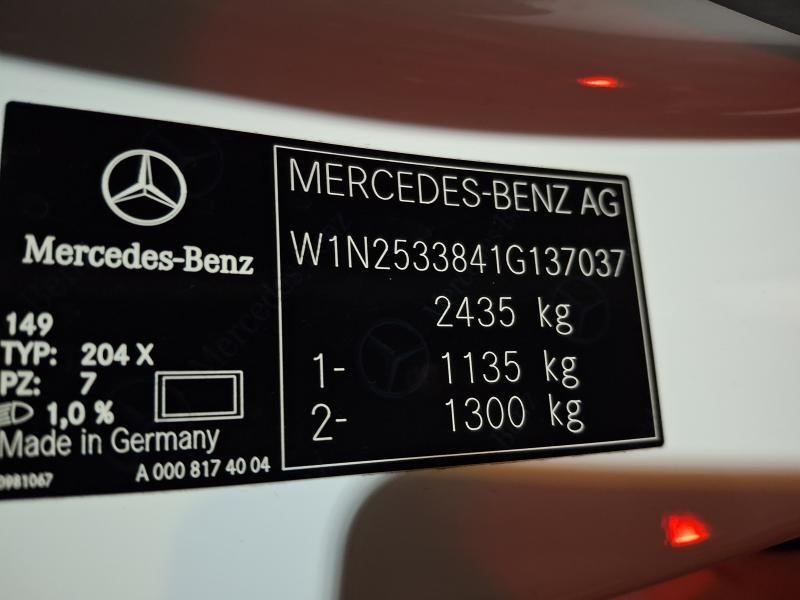 Mercedes-Benz
149
TYP: 204 X
PZ: 7
1,0 %
Made in Germany
0981067
A 000 817 40 04
MERCEDES-BENZ AG
W1N2533841G137037
2435 kg
1- 1135 kg
2- 1300 kg